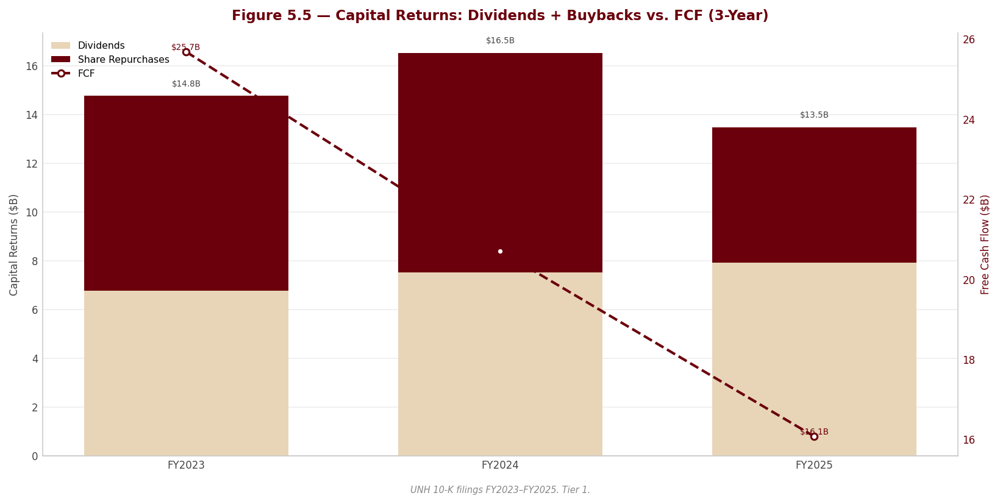 Figure 5.5 — Capital Returns: Dividends + Buybacks vs. FCF (3-Year)
Dividends
Share Repurchases
FCF
$25.7B
$14.8B
$16.5B
$13.5B
$16.1B
Capital Returns ($B)
16
14
12
10
8
6
4
2
0
Free Cash Flow ($B)
26
24
22
20
18
16
FY2023
FY2024
FY2025
UNH 10-K filings FY2023–FY2025. Tier 1.